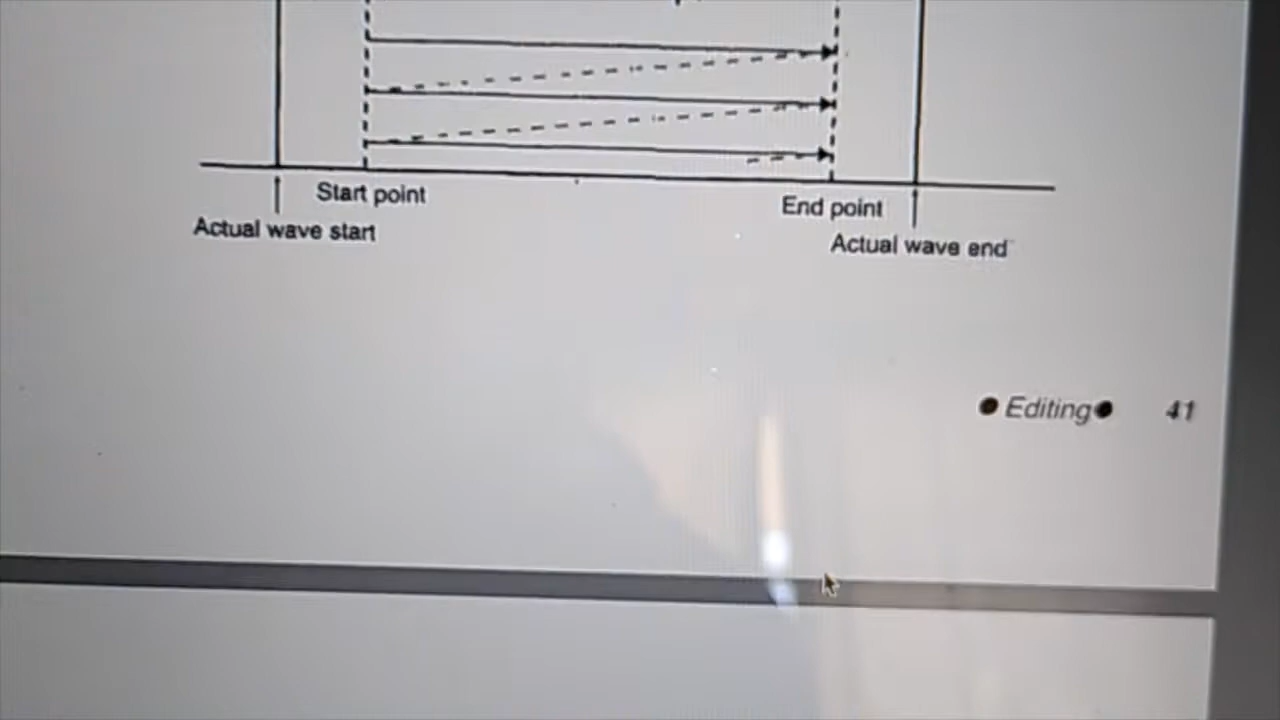 Start point
End point
Actual wave start
Actual wave end
● Editing● 41